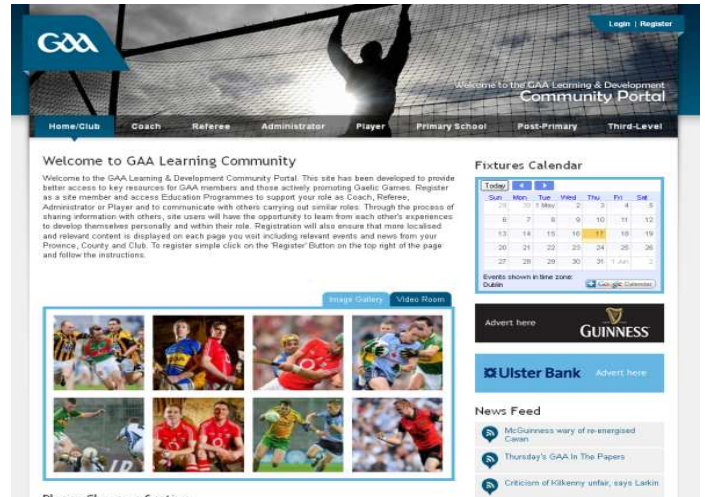 GAA
Login | Register
Welcome to the GAA Learning & Development
Community Portal
Home/Club Coach Referee Administrator Player Primary School Post-Primary Third-Level
Welcome to GAA Learning Community
Welcome to the GAA Learning & Development Community Portal. This site has been developed to provide
better access to key resources for GAA members and those actively promoting Gaelic Games. Register
as a site member and access Education Programmes to support your role as Coach, Referee,
Administrator or Player and to communicate with others carrying out similar roles. Through the process of
sharing information with others, site users will have the opportunity to learn from each other's experiences
to develop themselves personally and within their role. Registration will also ensure that more localised
and relevant content is displayed on each page you visit including relevant events and news from your
Province, County and Club. To register simply click on the 'Register' Button on the top right of the page
and follow the instructions.
Image Gallery Video Room
Fixtures Calendar
Today
Sun Mon Tue Wed Thu Fri Sat
29 30 1 May 2 3 4 5
6 7 8 9 10 11 12
13 14 15 16 17 18 19
20 21 22 23 24 25 26
27 28 29 30 31 1 Jun 2
Events shown in time zone:
Dublin
Google Calendar
Advert here
GUINNESS
Ulster Bank Advert here
News Feed
McGuinness wary of re-energised
Cavan
Thursday's GAA In The Papers
Criticism of Kilkenny unfair, says Larkin